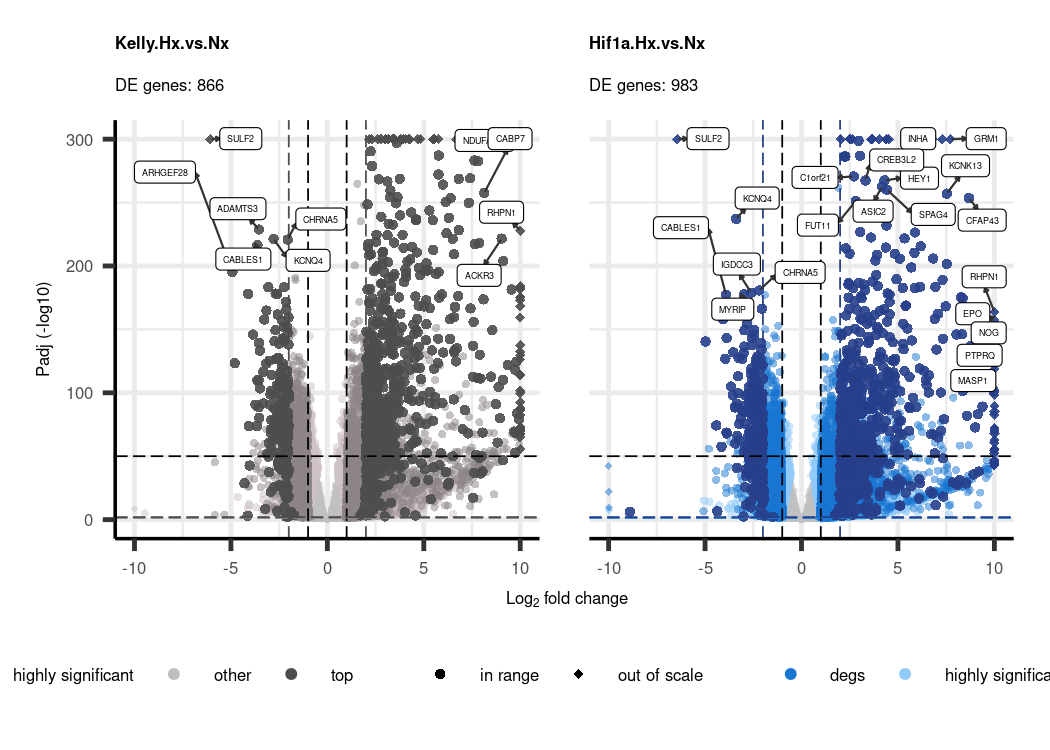 Kelly.Hx.vs.Nx
DE genes: 866
Hif1a.Hx.vs.Nx
DE genes: 983
Padj (-log10)
300
200
100
0
SULF2
NDUF
CABP7
ARHGEF28
ADAMTS3
CHRNA5
RHPN1
CABLES1
KCNQ4
ACKR3
-10
-5
0
5
10
SULF2
INHA
GRM1
CREB3L2
KCNK13
C1orf21
HEY1
KCNQ4
ASIC2
SPAG4
CFAP43
FUT11
CABLES1
IGDCC3
CHRNA5
RHPN1
MYRIP
EPO
NOG
PTPRQ
MASP1
-10
-5
0
5
10
Log2 fold change
highly significant
other
top
in range
out of scale
degs
highly significa